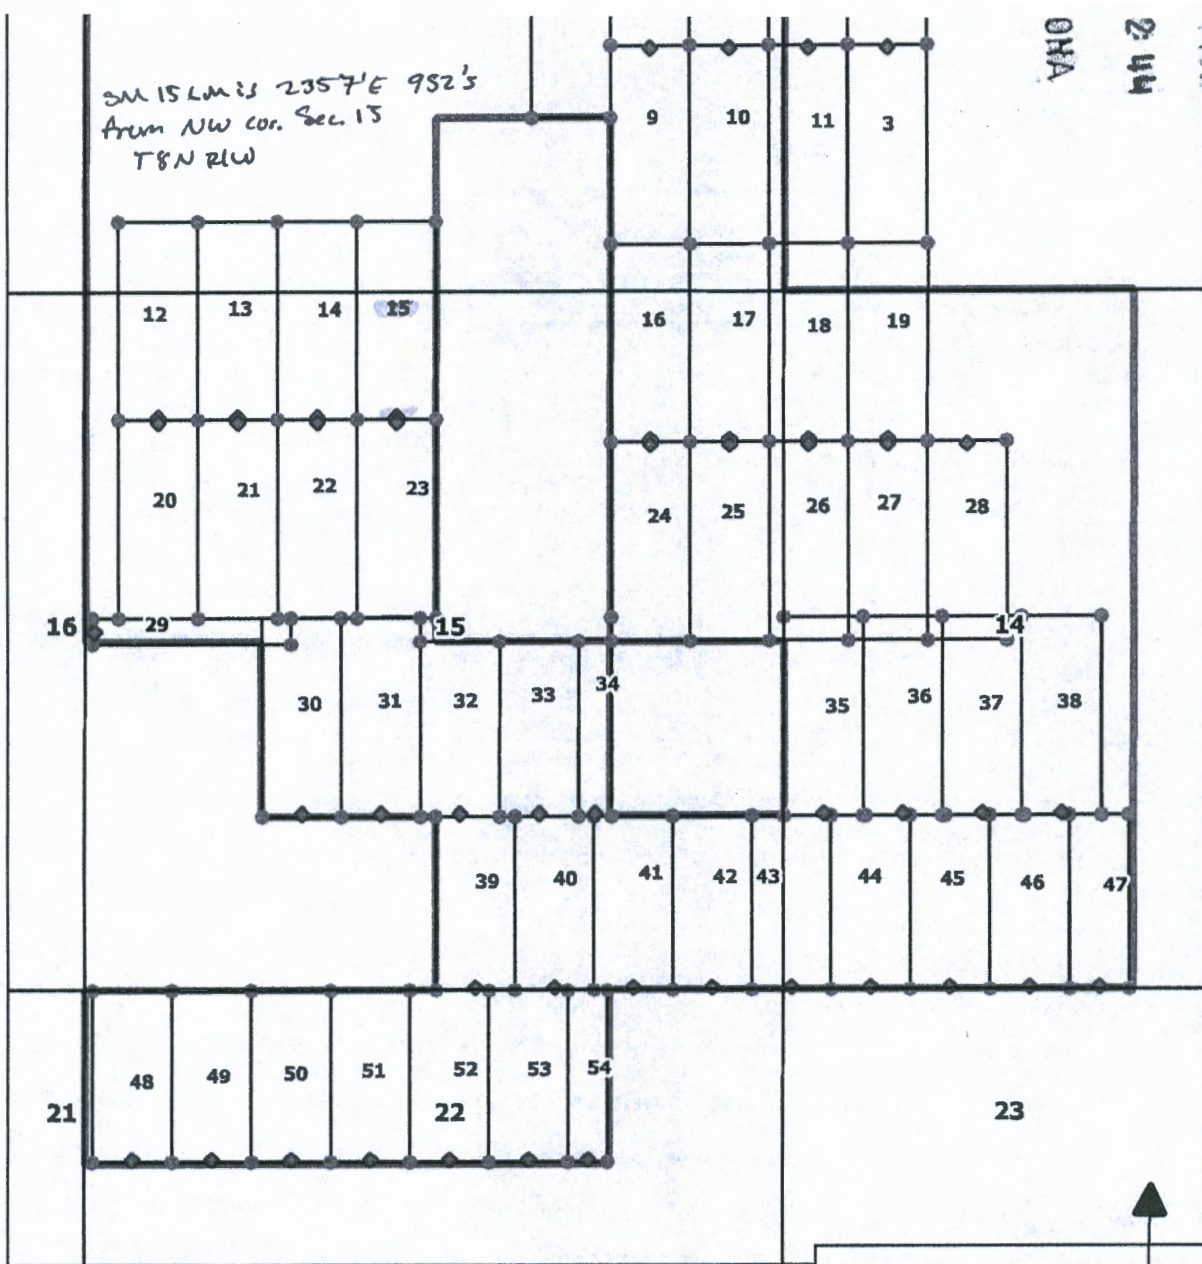 SM 15 LM is 2357'E 952's
from NW cor. Sec. 15
T8N R1W
2: 44
9 10 11 3
12 13 14 15
16 17 18 19
20 21 22 23
24 25 26 27 28
16 29 15 14
30 31 32 33 34
35 36 37 38
39 40 41 42 43 44 45 46 47
48 49 50 51 52 53 54
21 22 23